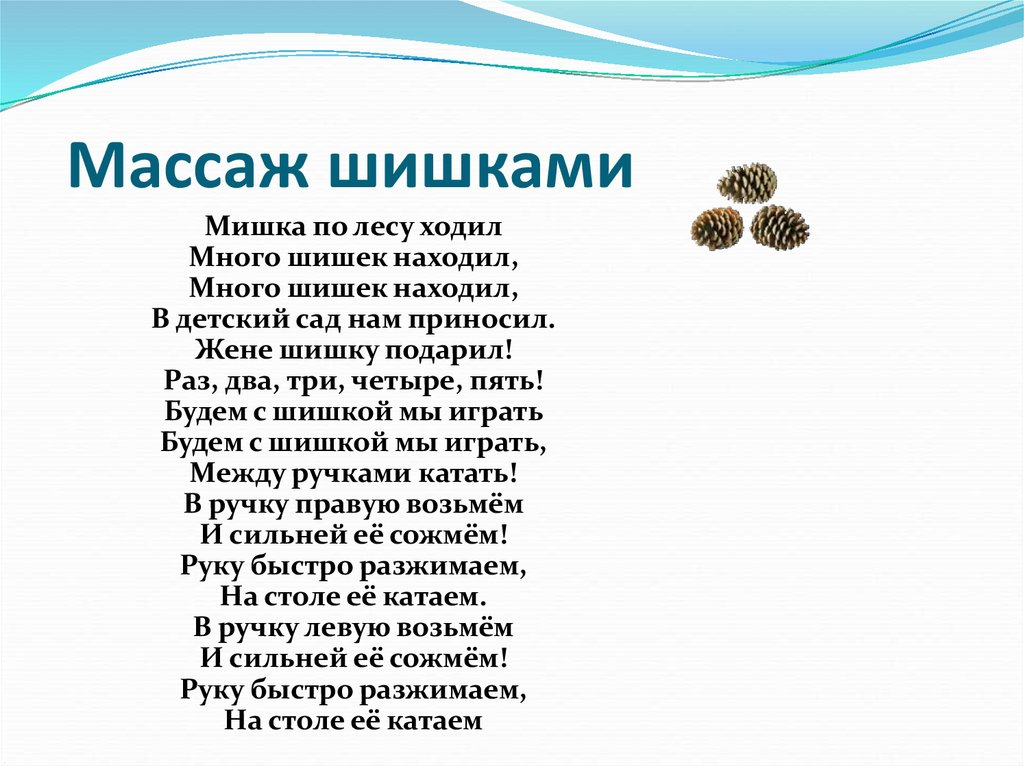 Массаж шишками
Мишка по лесу ходил
Много шишек находил,
Много шишек находил,
В детский сад нам приносил.
Жене шишку подарил!
Раз, два, три, четыре, пять!
Будем с шишкой мы играть
Будем с шишкой мы играть,
Между ручками катать!
В ручку правую возьмём
И сильней её сожмём!
Руку быстро разжимаем,
На столе её катаем.
В ручку левую возьмём
И сильней её сожмём!
Руку быстро разжимаем,
На столе её катаем